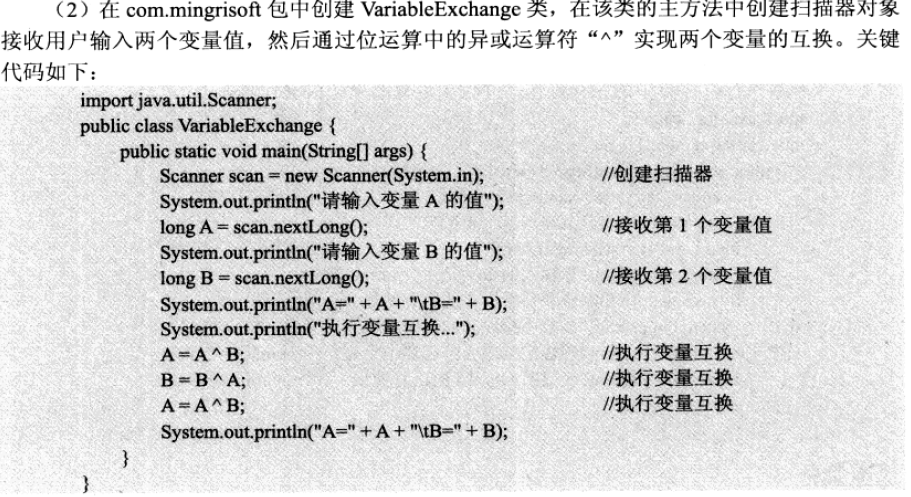 （2）在 com.mingrisoft 包中创建 VariableExchange 类，在该类的主方法中创建扫描器对象
接收用户输入两个变量值，然后通过位运算中的异或运算符“^”实现两个变量的互换。关键
代码如下：
import java.util.Scanner;
public class VariableExchange {
public static void main(String[] args) {
Scanner scan = new Scanner(System.in); //创建扫描器
System.out.println("请输入变量 A 的值");
long A = scan.nextLong(); //接收第 1 个变量值
System.out.println("请输入变量 B 的值");
long B = scan.nextLong(); //接收第 2 个变量值
System.out.println("A=" + A + "\tB=" + B);
System.out.println("执行变量互换...");
A = A ^ B; //执行变量互换
B = B ^ A; //执行变量互换
A = A ^ B; //执行变量互换
System.out.println("A=" + A + "\tB=" + B);
}
}